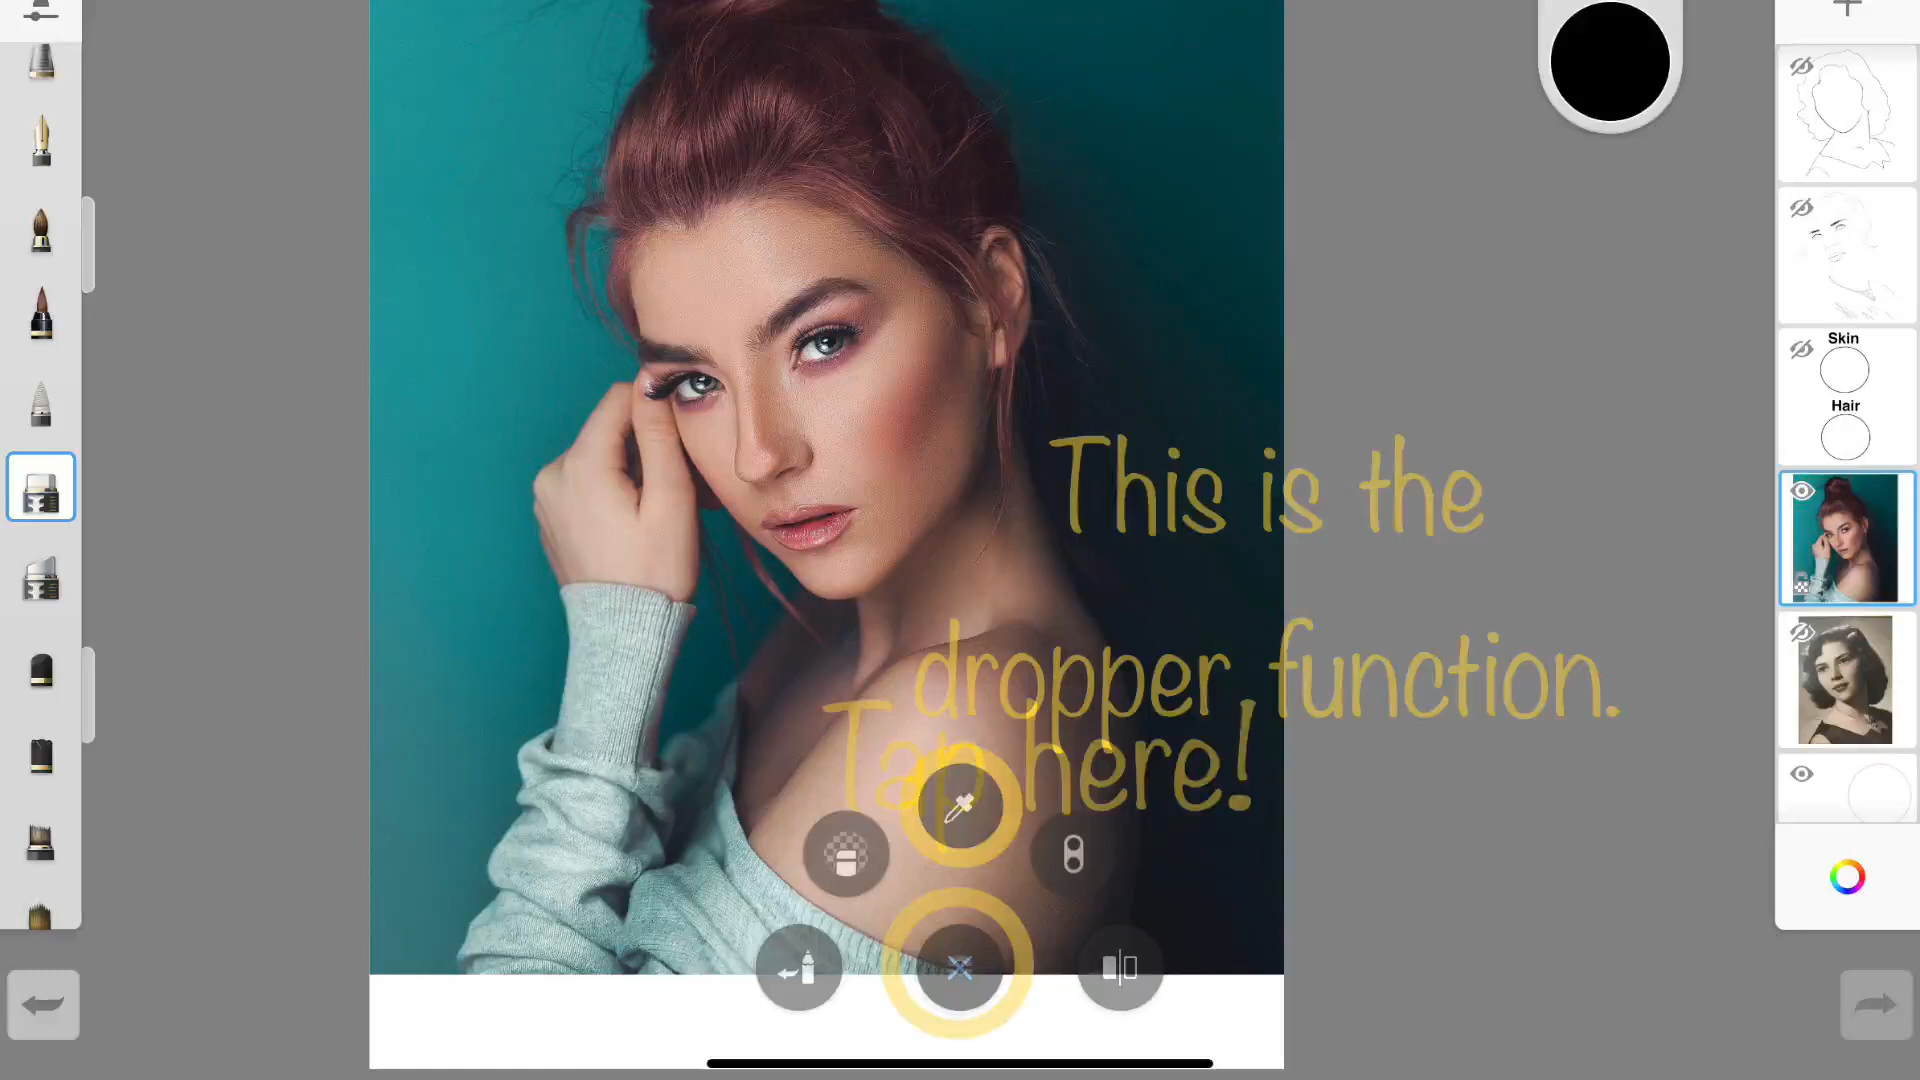 This is the
dropper function.
Tap here!
Skin
Hair